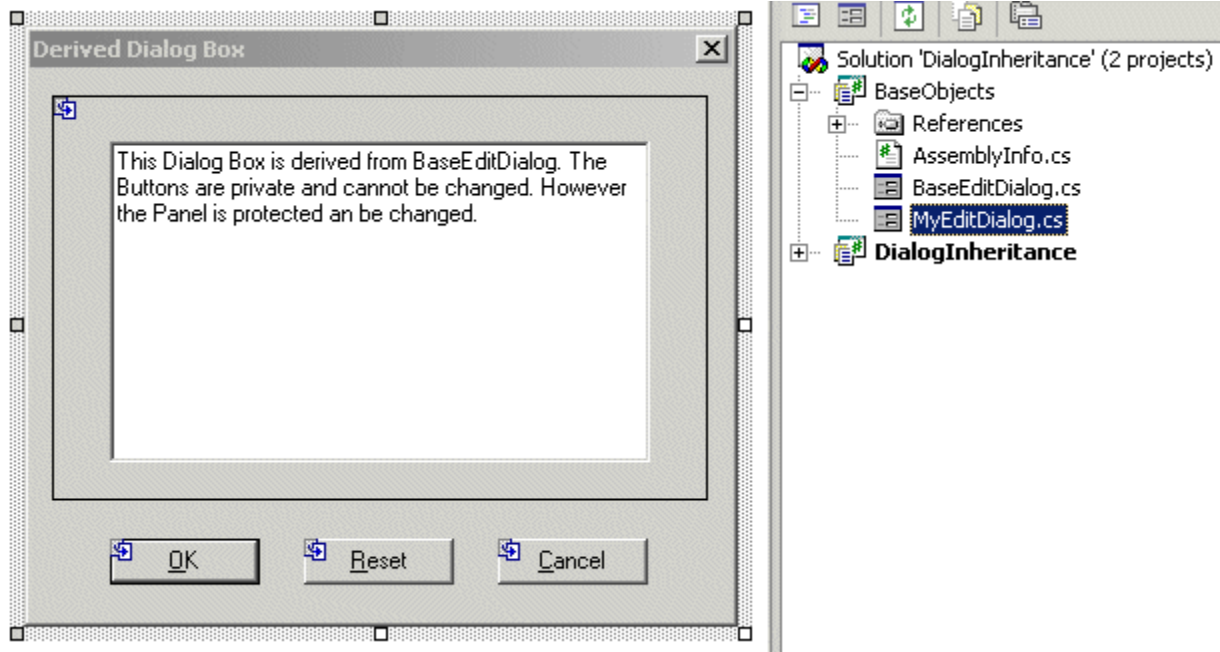 Derived Dialog Box
This Dialog Box is derived from BaseEditDialog. The
Buttons are private and cannot be changed. However
the Panel is protected an be changed.
OK
Reset
Cancel
Solution 'DialogInheritance' (2 projects)
BaseObjects
References
AssemblyInfo.cs
BaseEditDialog.cs
MyEditDialog.cs
DialogInheritance